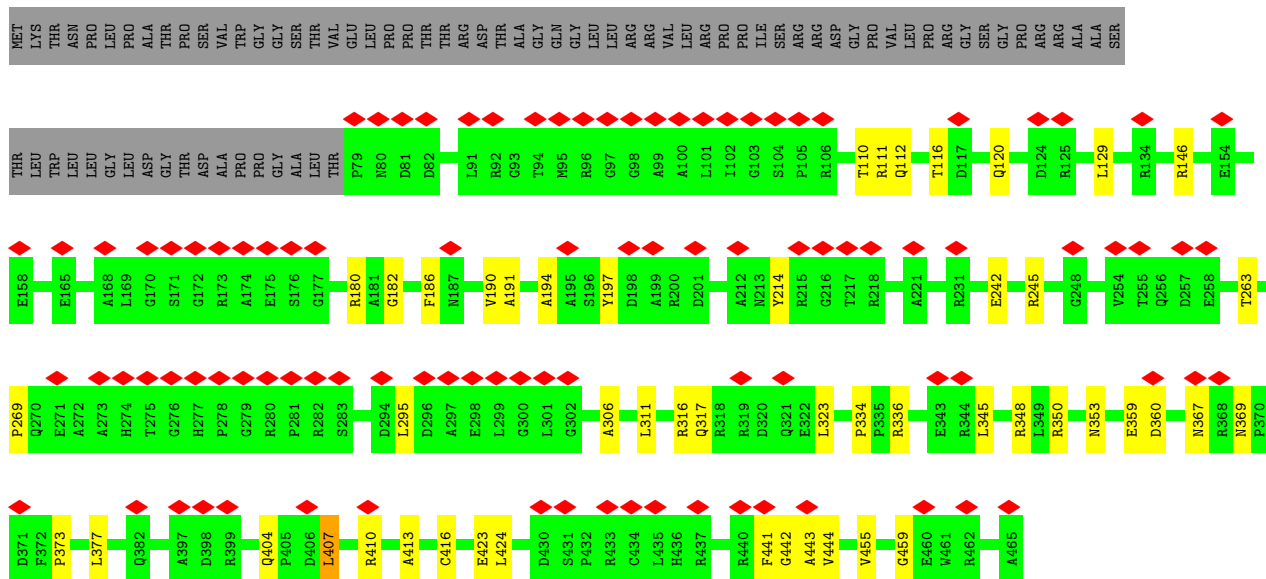 MET LYS THR ASN PRO LEU PRO ALA THR PRO SER VAL TRP GLY GLY SER THR VAL GLU LEU PRO PRO THR THR ARG ASP THR ALA GLY GLN GLY LEU LEU ARG ARG VAL LEU ARG PRO PRO ILE SER ARG ARG ASP GLY PRO VAL LEU PRO ARG GLY SER GLY PRO ARG ARG ALA ALA SER
THR LEU TRP LEU LEU GLY LEU ASP GLY THR ASP ALA PRO PRO GLY ALA LEU THR P79 N80 D81 D82 L91 R92 G93 T94 M95 R96 G97 G98 A99 A100 L101 I102 G103 S104 P105 R106 T110 R111 Q112 T116 D117 Q120 D124 R125 L129 R134 R146 E154
E158 E165 A168 L169 G170 S171 G172 R173 A174 E175 S176 G177 R180 A181 G182 F186 N187 V190 A191 A194 A195 S196 Y197 D198 A199 R200 D201 A212 N213 Y214 R215 G216 T217 R218 A221 R231 E242 R245 G248 V254 T255 Q256 D257 E258 T263
P269 Q270 E271 A272 A273 H274 T275 G276 H277 P278 G279 R280 P281 R282 S283 D294 L295 D296 A297 E298 L299 G300 L301 G302 A306 L311 R316 Q317 R318 R319 D320 Q321 E322 L323 P334 P335 R336 E343 R344 L345 R348 L349 R350 N353 E359 D360 N367 R368 N369 P370
D371 F372 P373 L377 Q382 A397 D398 R399 Q404 P405 D406 L407 R410 A413 C416 E423 L424 D430 S431 P432 R433 C434 L435 H436 R437 R440 F441 G442 A443 V444 V455 G459 E460 W461 R462 A465